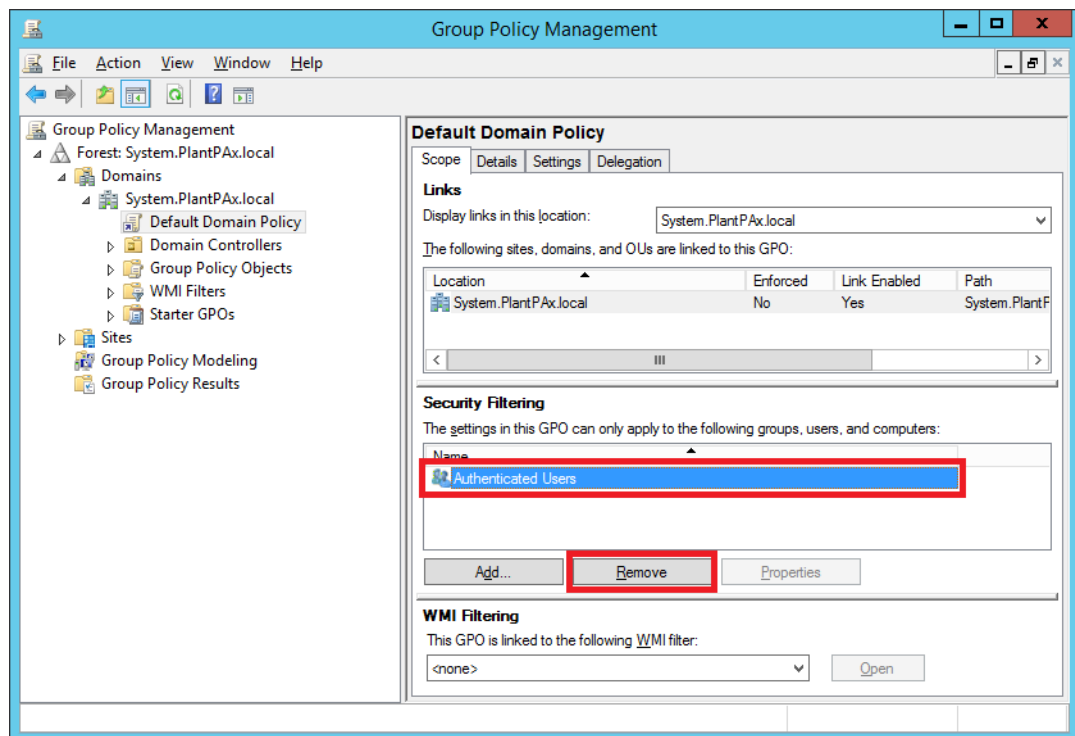 Group Policy Management
File Action View Window Help
Group Policy Management
Forest: System.PlantPAx.local
Domains
System.PlantPAx.local
Default Domain Policy
Domain Controllers
Group Policy Objects
WMI Filters
Starter GPOs
Sites
Group Policy Modeling
Group Policy Results
Default Domain Policy
Scope Details Settings Delegation
Links
Display links in this location: System.PlantPAx.local
The following sites, domains, and OUs are linked to this GPO:
Location Enforced Link Enabled Path
System.PlantPAx.local No Yes System.PlantP
Security Filtering
The settings in this GPO can only apply to the following groups, users, and computers:
Name
Authenticated Users
Add... Remove Properties
WMI Filtering
This GPO is linked to the following WMI filter:
<none> Open